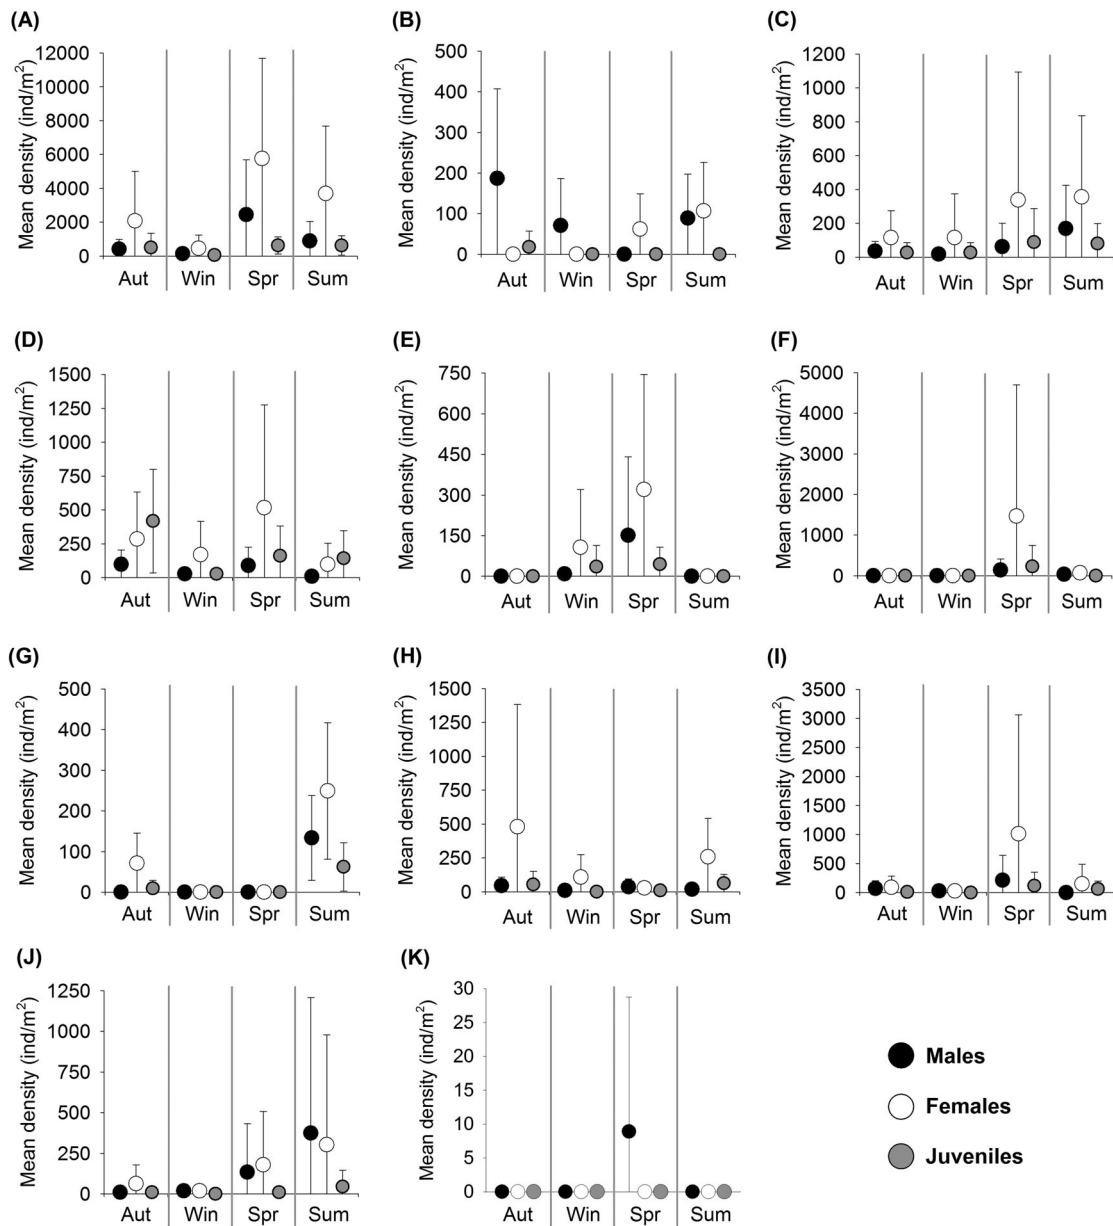 (A)
Mean density (ind/m²)
12000
10000
8000
6000
4000
2000
0
Aut Win Spr Sum
(B)
Mean density (ind/m²)
500
400
300
200
100
0
Aut Win Spr Sum
(C)
Mean density (ind/m²)
1200
1000
800
600
400
200
0
Aut Win Spr Sum
(D)
Mean density (ind/m²)
1500
1250
1000
750
500
250
0
Aut Win Spr Sum
(E)
Mean density (ind/m²)
750
600
450
300
150
0
Aut Win Spr Sum
(F)
Mean density (ind/m²)
5000
4000
3000
2000
1000
0
Aut Win Spr Sum
(G)
Mean density (ind/m²)
500
400
300
200
100
0
Aut Win Spr Sum
(H)
Mean density (ind/m²)
1500
1250
1000
750
500
250
0
Aut Win Spr Sum
(I)
Mean density (ind/m²)
3500
3000
2500
2000
1500
1000
500
0
Aut Win Spr Sum
(J)
Mean density (ind/m²)
1250
1000
750
500
250
0
Aut Win Spr Sum
(K)
Mean density (ind/m²)
30
25
20
15
10
5
0
Aut Win Spr Sum
Males
Females
Juveniles